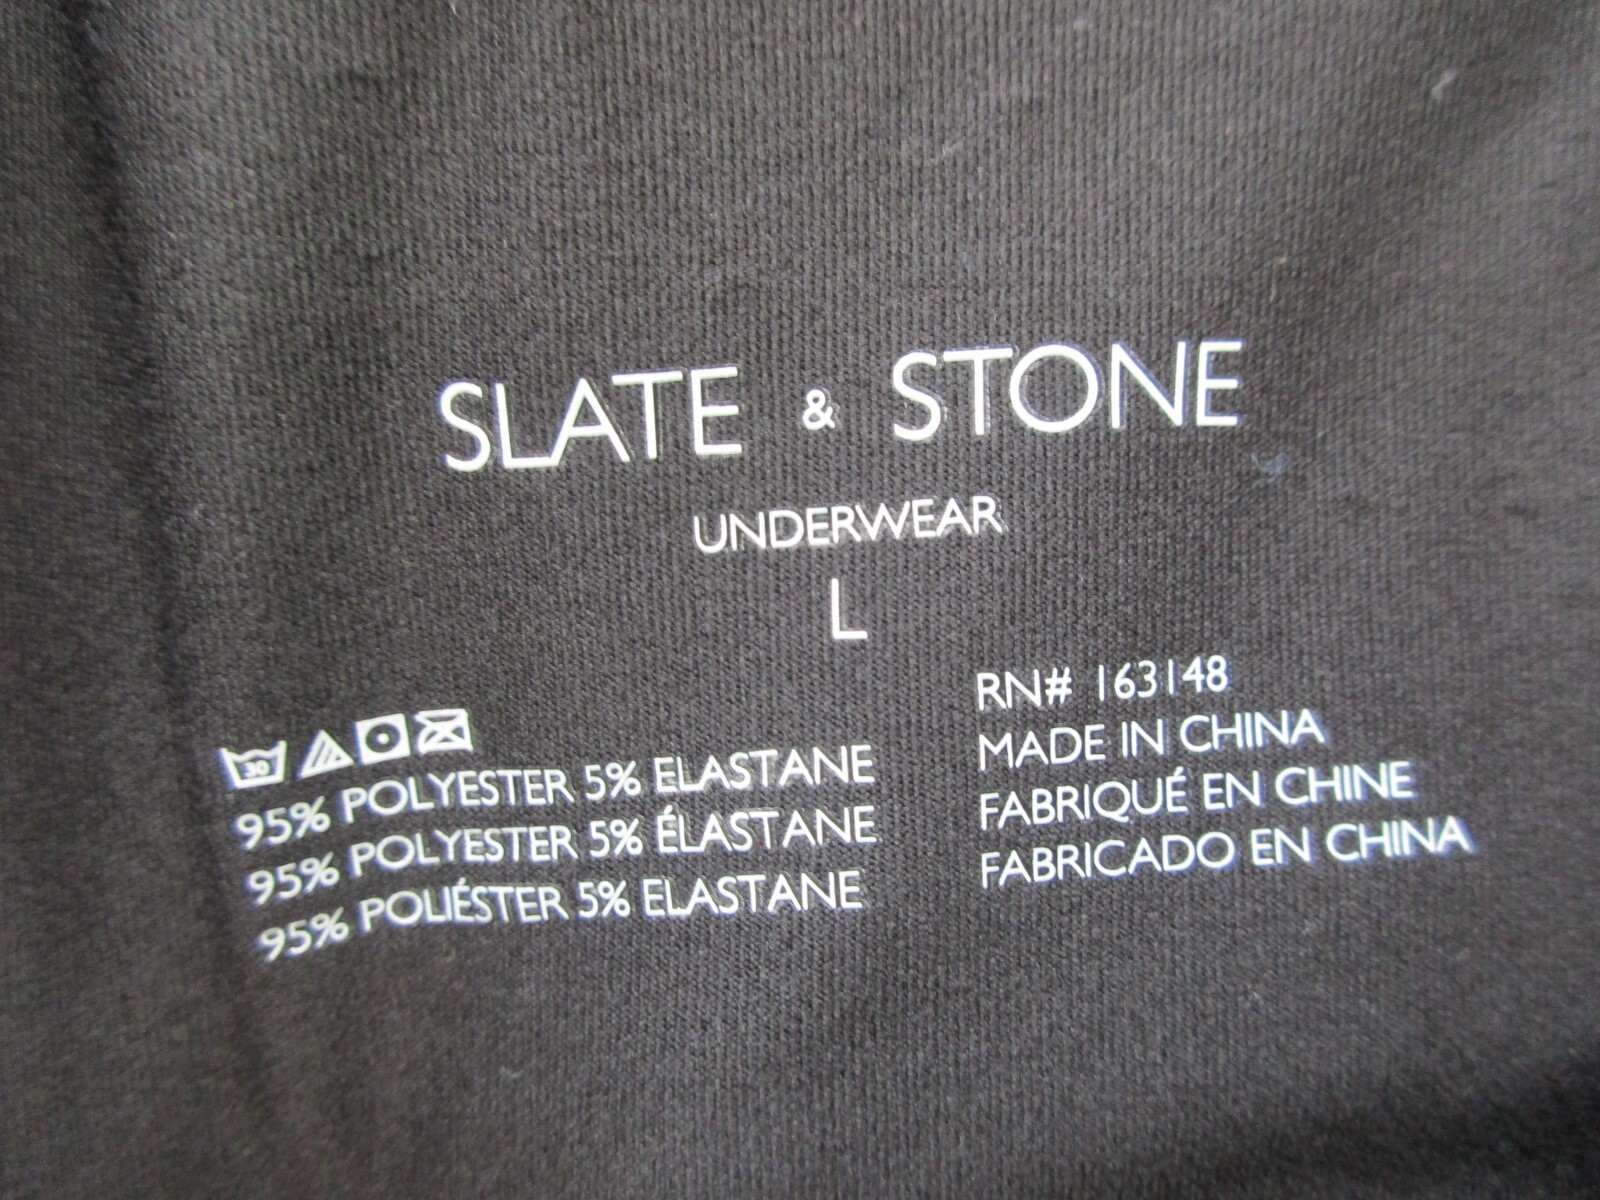 SLATE & STONE
UNDERWEAR
L
30
95% POLYESTER 5% ELASTANE
95% POLYESTER 5% ÉLASTANE
95% POLIÉSTER 5% ELASTANE
RN# 163148
MADE IN CHINA
FABRIQUÉ EN CHINE
FABRICADO EN CHINA